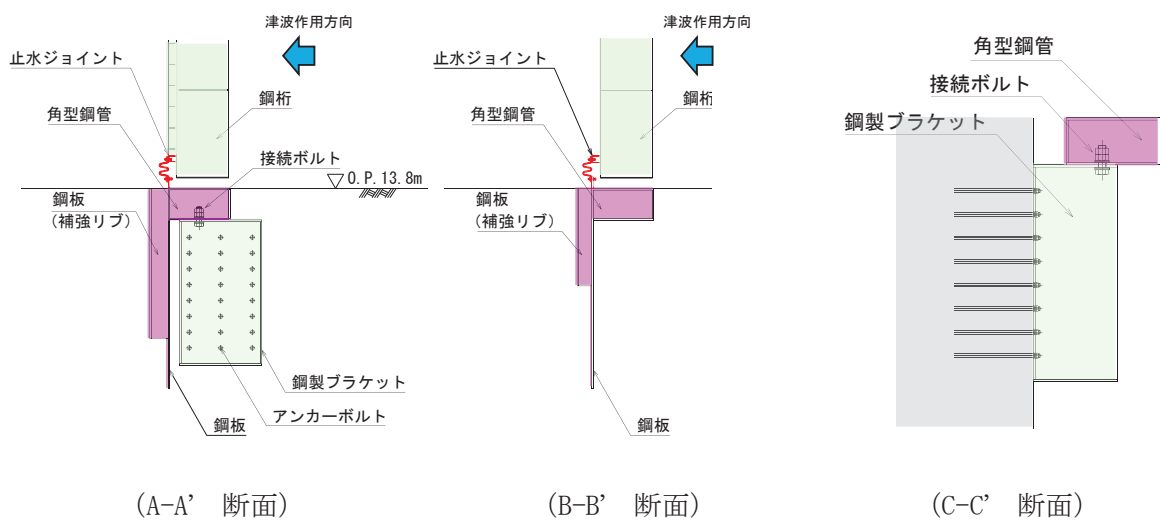 津波作用方向
止水ジョイント
鋼桁
角型鋼管
接続ボルト
O.P.13.8m
鋼板
(補強リブ)
鋼製ブラケット
アンカーボルト
鋼板
(A-A’ 断面)
津波作用方向
止水ジョイント
鋼桁
角型鋼管
鋼板
(補強リブ)
鋼板
(B-B’ 断面)
角型鋼管
接続ボルト
鋼製ブラケット
(C-C’ 断面)